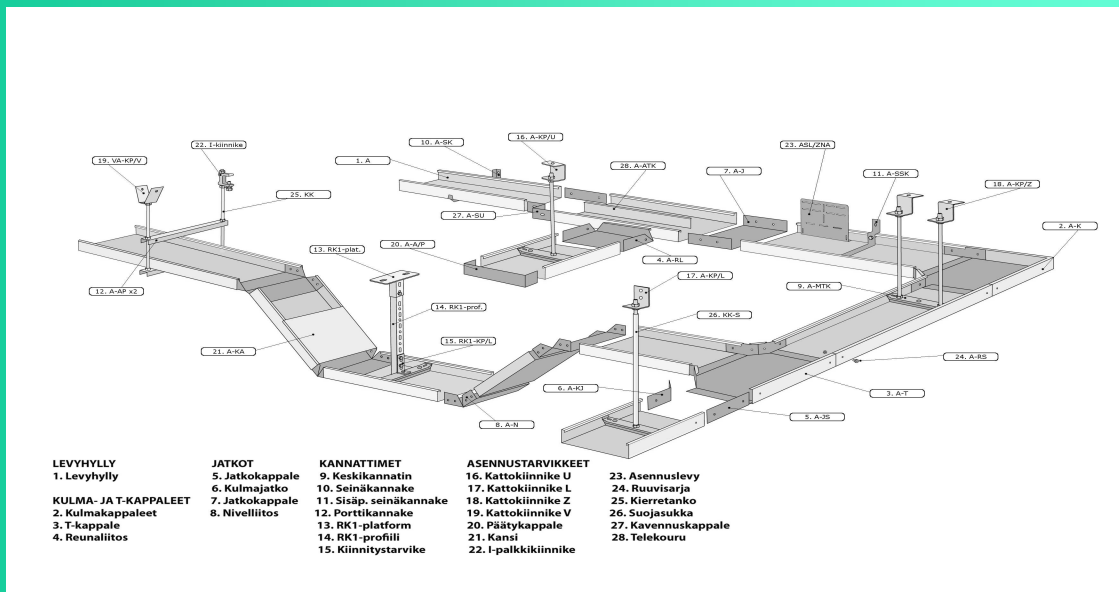 16. A-KP/U
10. A-SK
22. I-kiinnike
23. ASL/ZNA
19. VA-KP/V
1. A
28. A-ATK
7. A-J
11. A-SSK
18. A-KP/Z
25. KK
27. A-SU
2. A-K
20. A-A/P
13. RK1-plat.
4. A-RL
17. A-KP/L
12. A-AP x2
9. A-MTK
14. RK1-prof.
26. KK-S
15. RK1-KP/L
21. A-KA
24. A-RS
6. A-KJ
3. A-T
5. A-JS
8. A-N
LEVYHYLLY
1. Levyhylly
KULMA- JA T-KAPPALEET
2. Kulmakappaleet
3. T-kappale
4. Reunaliitos
JATKOT
5. Jatkokappale
6. Kulmajatko
7. Jatkokappale
8. Nivelliitos
KANNATTIMET
9. Keskikannatin
10. Seinäkannake
11. Sisäp. seinäkannake
12. Porttikannake
13. RK1-platform
14. RK1-profiili
15. Kiinnitystarvike
ASENNUSTARVIKKEET
16. Kattokiinnike U
17. Kattokiinnike L
18. Kattokiinnike Z
19. Kattokiinnike V
20. Päätykappale
21. Kansi
22. I-palkkikiinnike
23. Asennuslevy
24. Ruuvisarja
25. Kierretanko
26. Suojasukka
27. Kavennuskappale
28. Telekouru